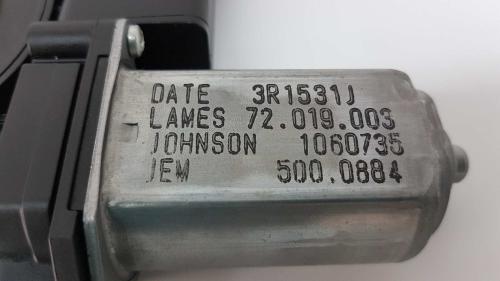 DATE 3R1531J
LAMES 72.019.003
JOHNSON 1060735
JEM 500.0884